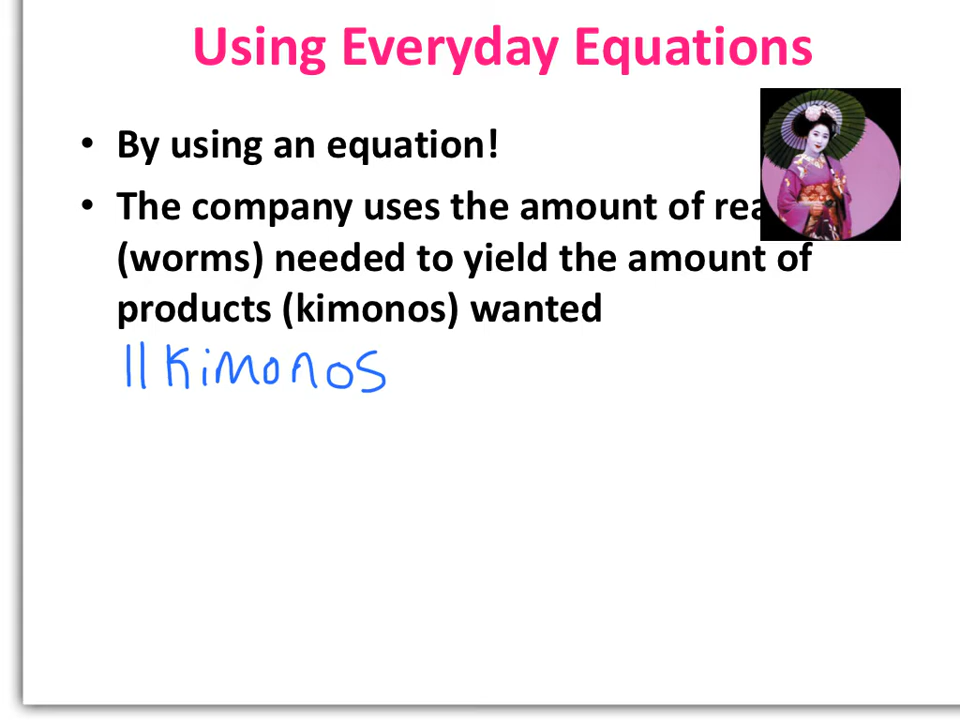 Using Everyday Equations
• By using an equation!
• The company uses the amount of
(worms) needed to yield the amount of
products (kimonos) wanted
11 kimonos